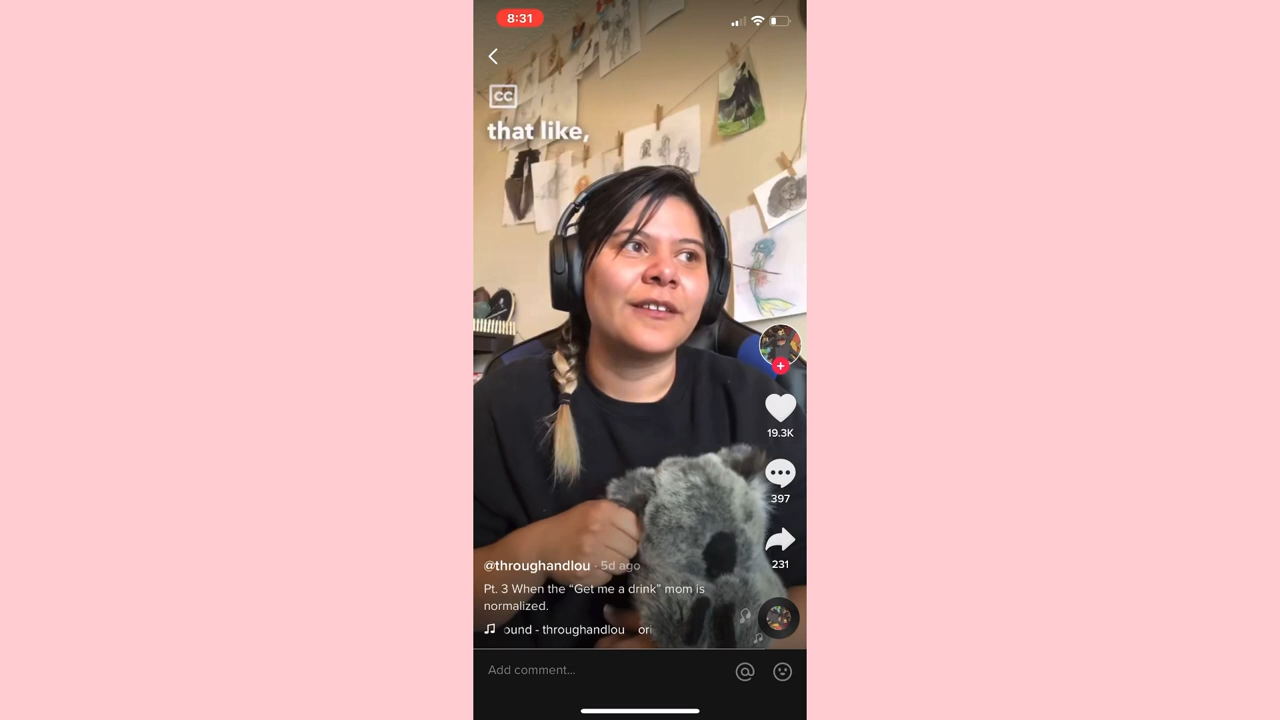 8:31
CC
that like,
19.3K
397
231
@throughandlou · 5d ago
Pt. 3 When the “Get me a drink” mom is
normalized.
ound - throughandlou ori
Add comment...